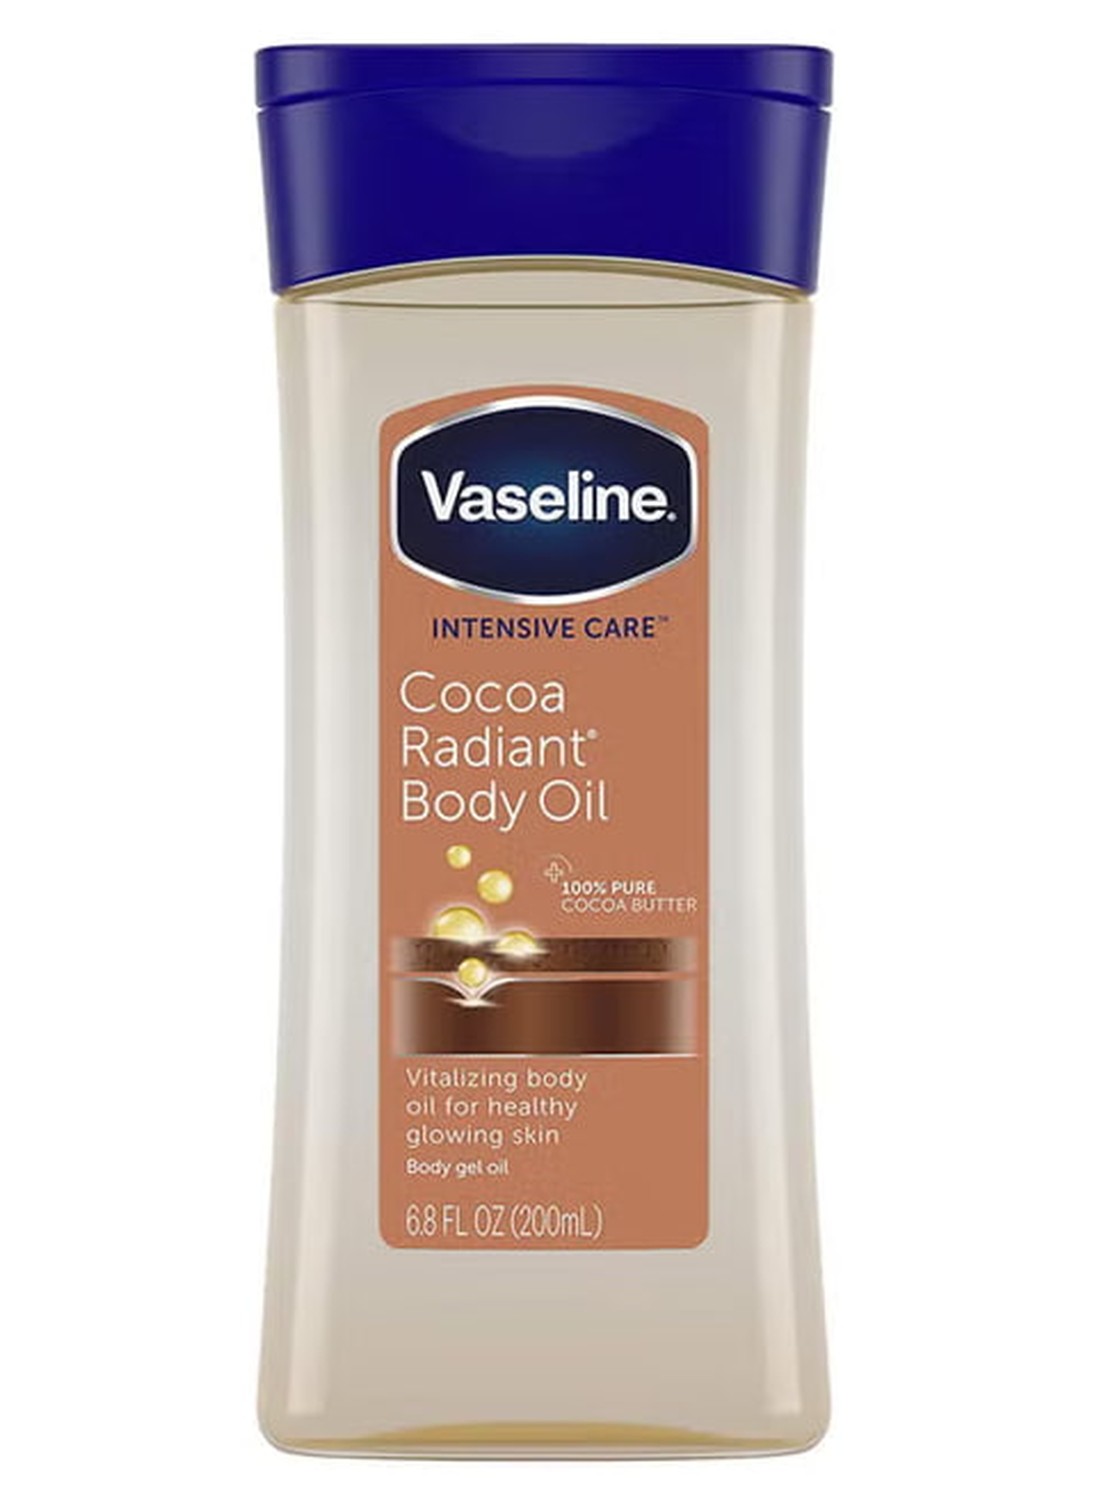 Vaseline®
INTENSIVE CARE™
Cocoa
Radiant®
Body Oil
100% PURE
COCOA BUTTER
Vitalizing body
oil for healthy
glowing skin
Body gel oil
6.8 FL OZ (200mL)